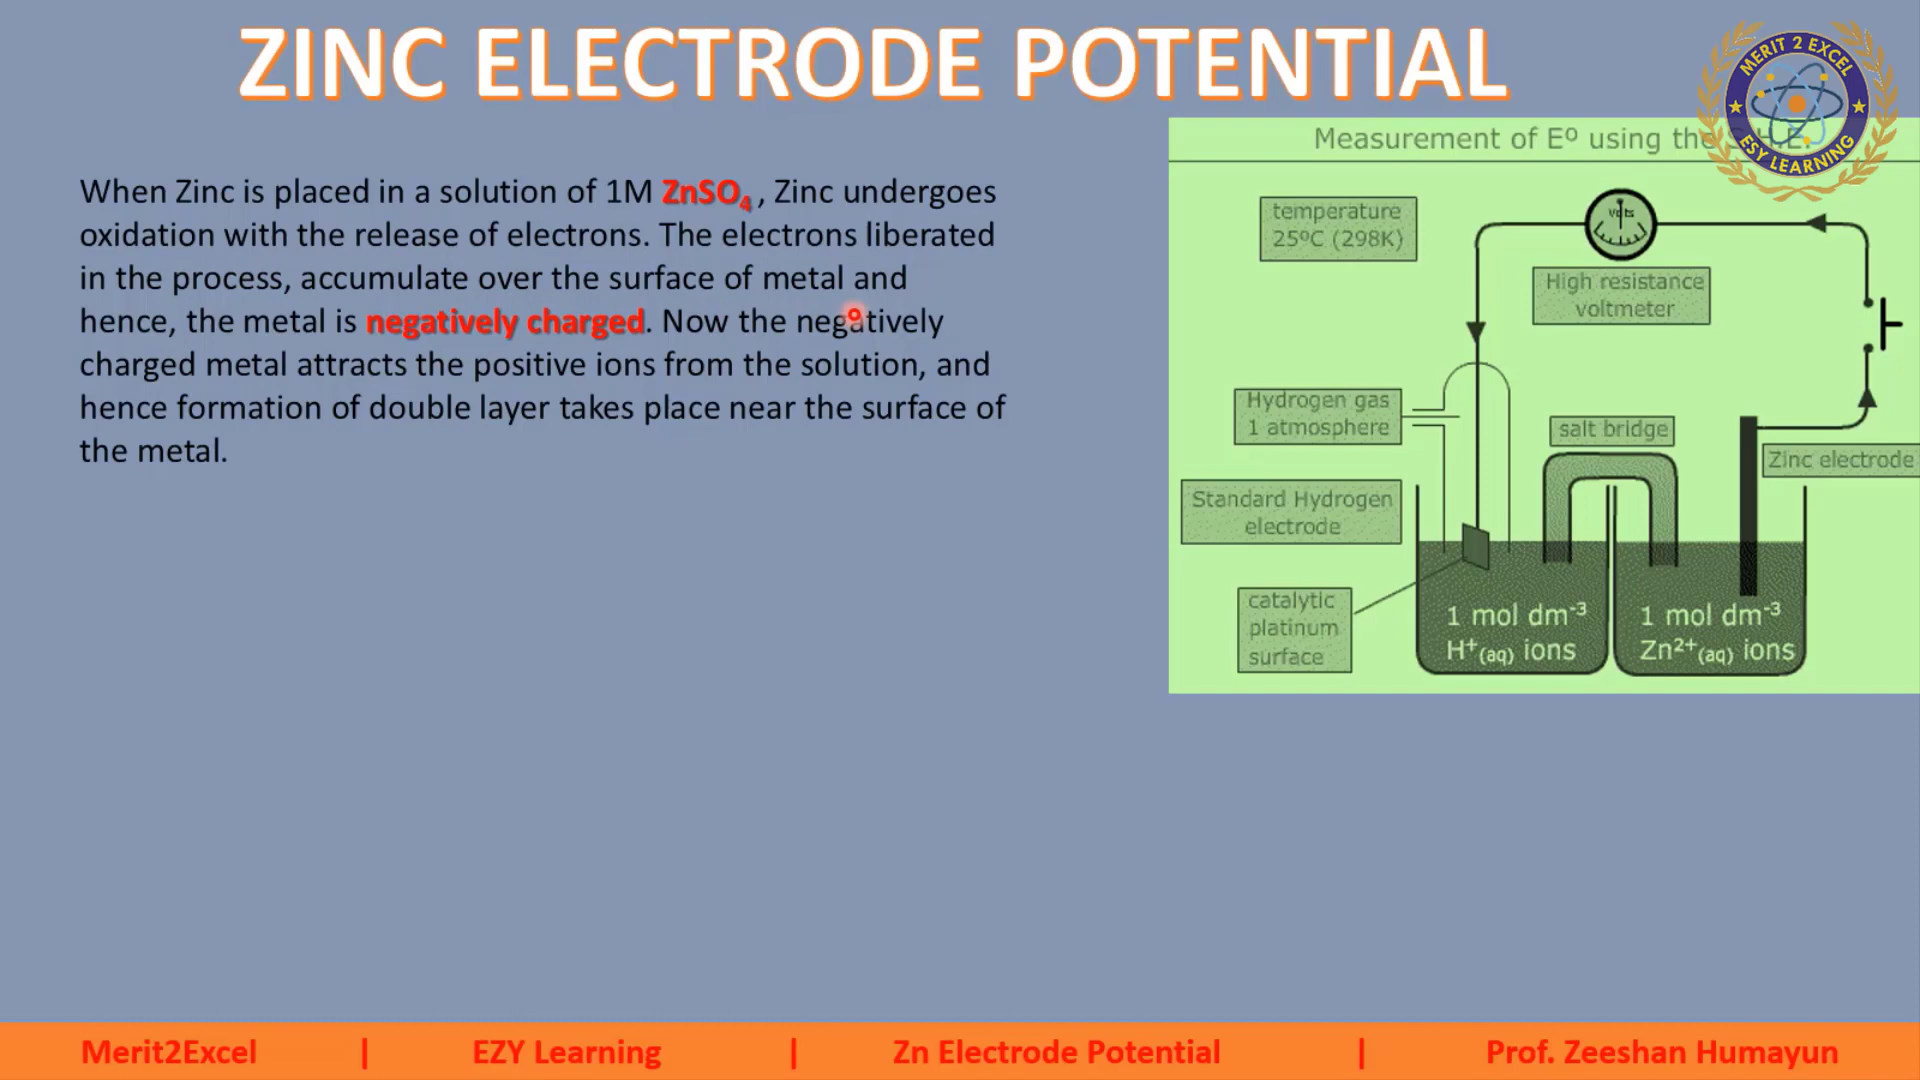 ZINC ELECTRODE POTENTIAL
MERIT 2 EXCEL
ESY LEARNING
When Zinc is placed in a solution of 1M ZnSO₄ , Zinc undergoes
oxidation with the release of electrons. The electrons liberated
in the process, accumulate over the surface of metal and
hence, the metal is negatively charged. Now the negatively
charged metal attracts the positive ions from the solution, and
hence formation of double layer takes place near the surface of
the metal.
Measurement of Eº using the S.H.E.
temperature
25ºC (298K)
Volts
High resistance
voltmeter
Hydrogen gas
1 atmosphere
salt bridge
Zinc electrode
Standard Hydrogen
electrode
catalytic
platinum
surface
1 mol dm⁻³
H⁺(aq) ions
1 mol dm⁻³
Zn²⁺(aq) ions
Merit2Excel | EZY Learning | Zn Electrode Potential | Prof. Zeeshan Humayun